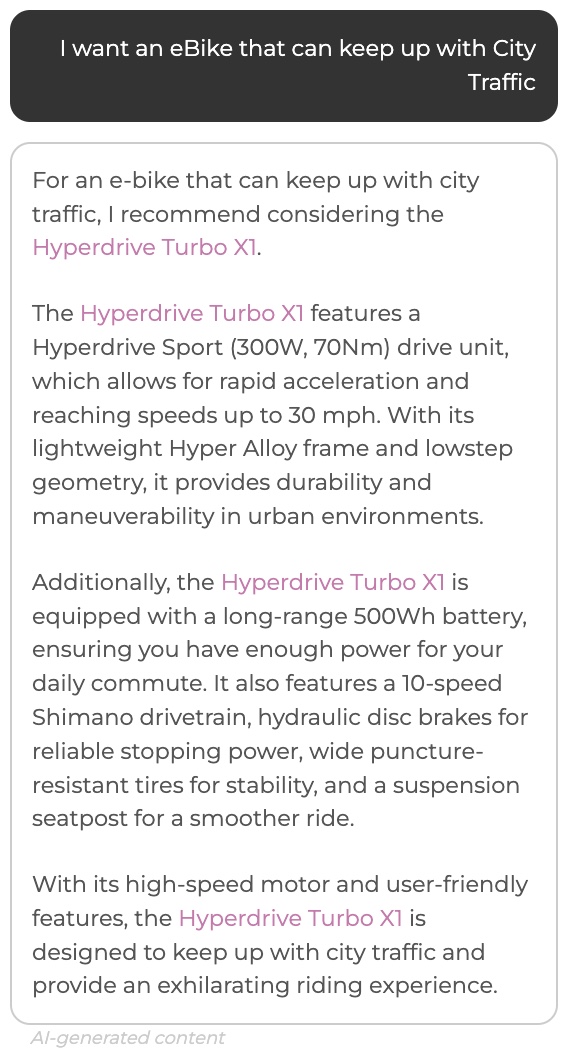 I want an eBike that can keep up with City
Traffic
For an e-bike that can keep up with city
traffic, I recommend considering the
Hyperdrive Turbo X1.
The Hyperdrive Turbo X1 features a
Hyperdrive Sport (300W, 70Nm) drive unit,
which allows for rapid acceleration and
reaching speeds up to 30 mph. With its
lightweight Hyper Alloy frame and lowstep
geometry, it provides durability and
maneuverability in urban environments.
Additionally, the Hyperdrive Turbo X1 is
equipped with a long-range 500Wh battery,
ensuring you have enough power for your
daily commute. It also features a 10-speed
Shimano drivetrain, hydraulic disc brakes for
reliable stopping power, wide puncture-
resistant tires for stability, and a suspension
seatpost for a smoother ride.
With its high-speed motor and user-friendly
features, the Hyperdrive Turbo X1 is
designed to keep up with city traffic and
provide an exhilarating riding experience.
AI-generated content